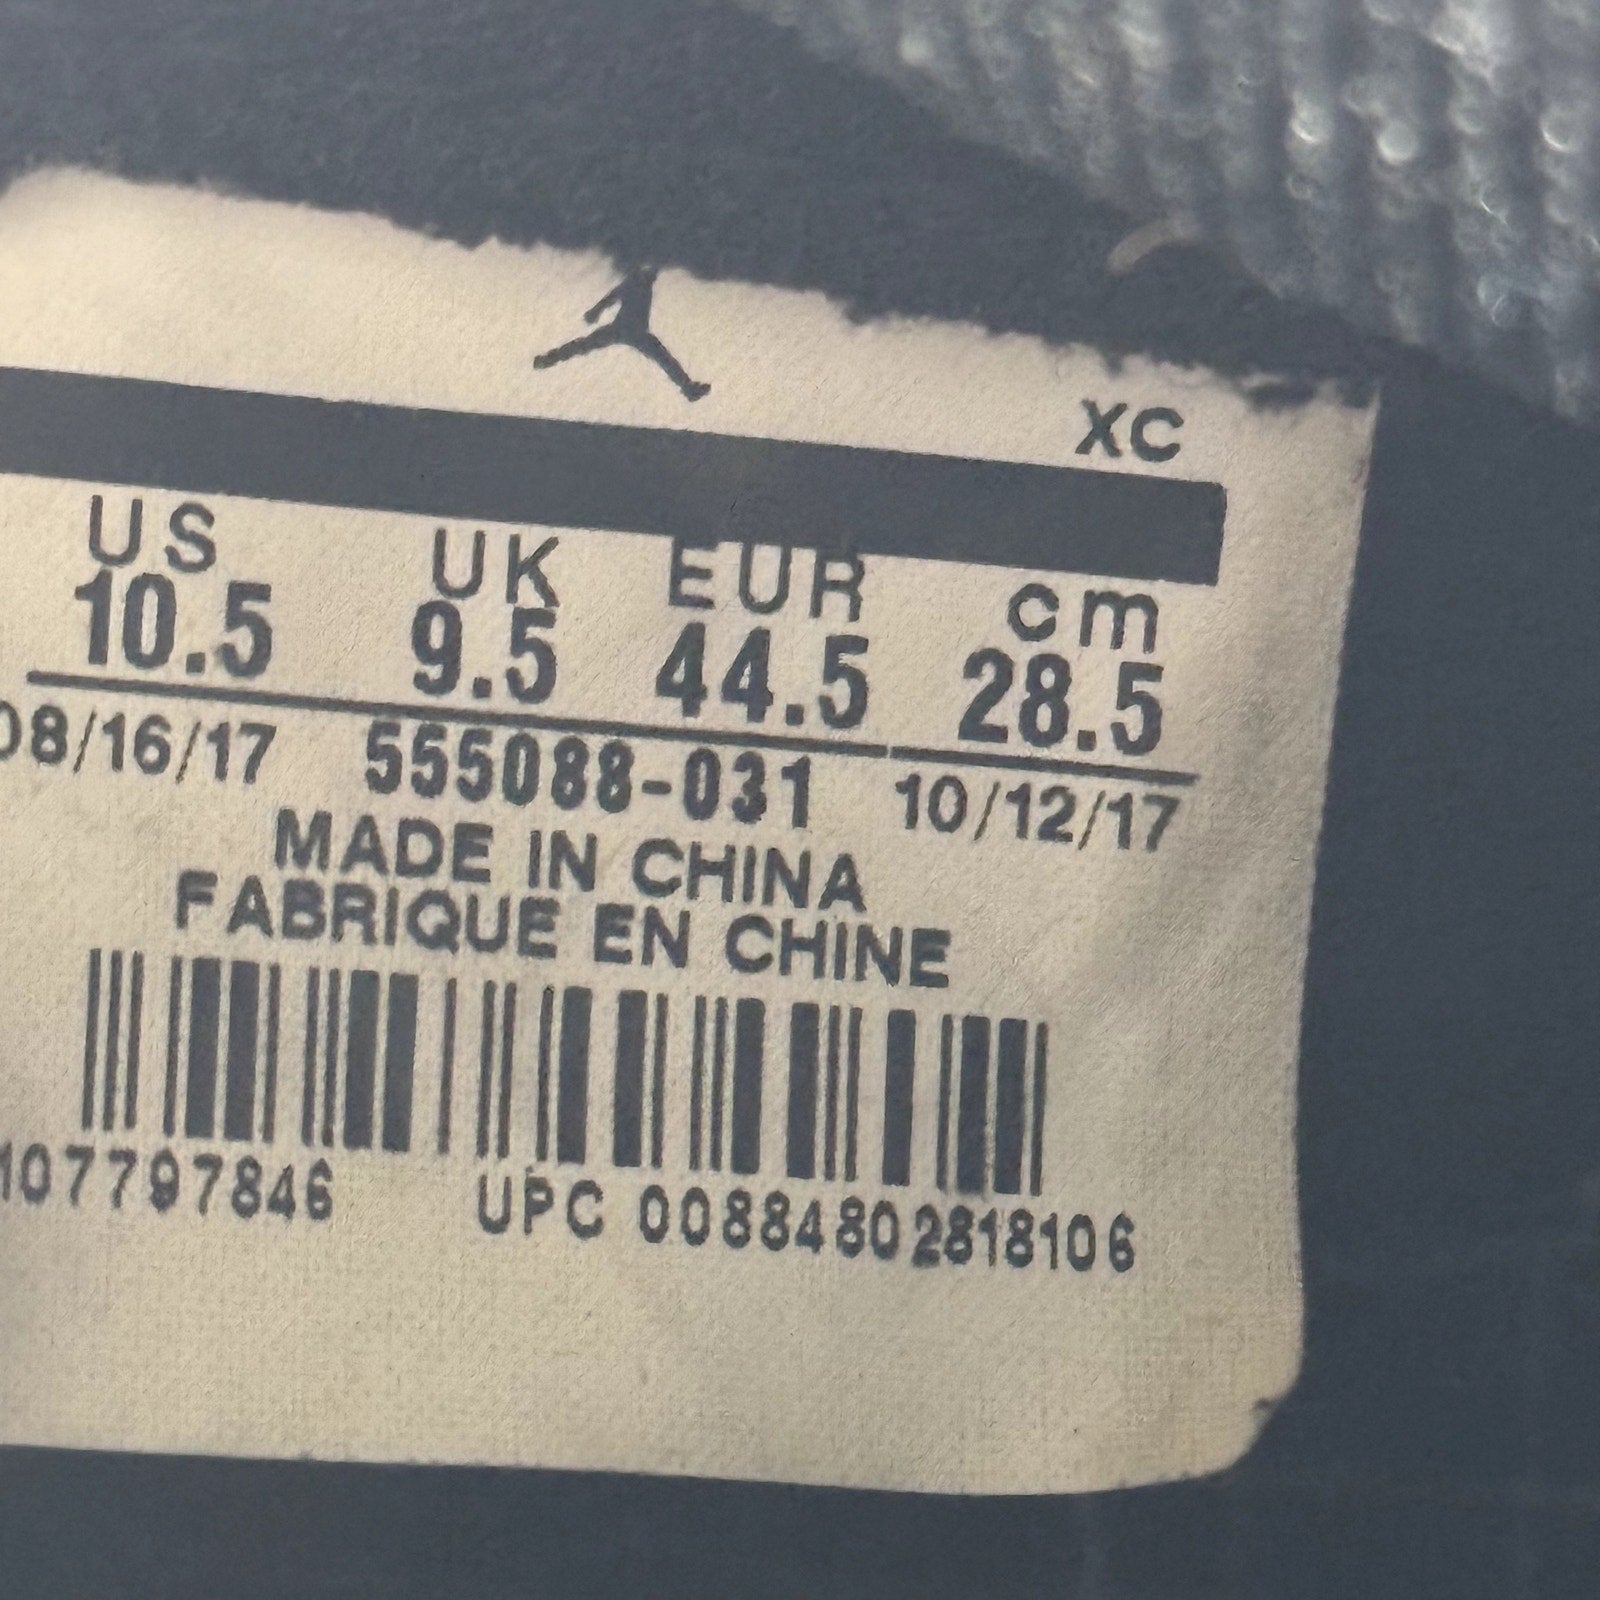 XC
US UK EUR cm
10.5 9.5 44.5 28.5
08/16/17 555088-031 10/12/17
MADE IN CHINA
FABRIQUE EN CHINE
107797846 UPC 00884802818106